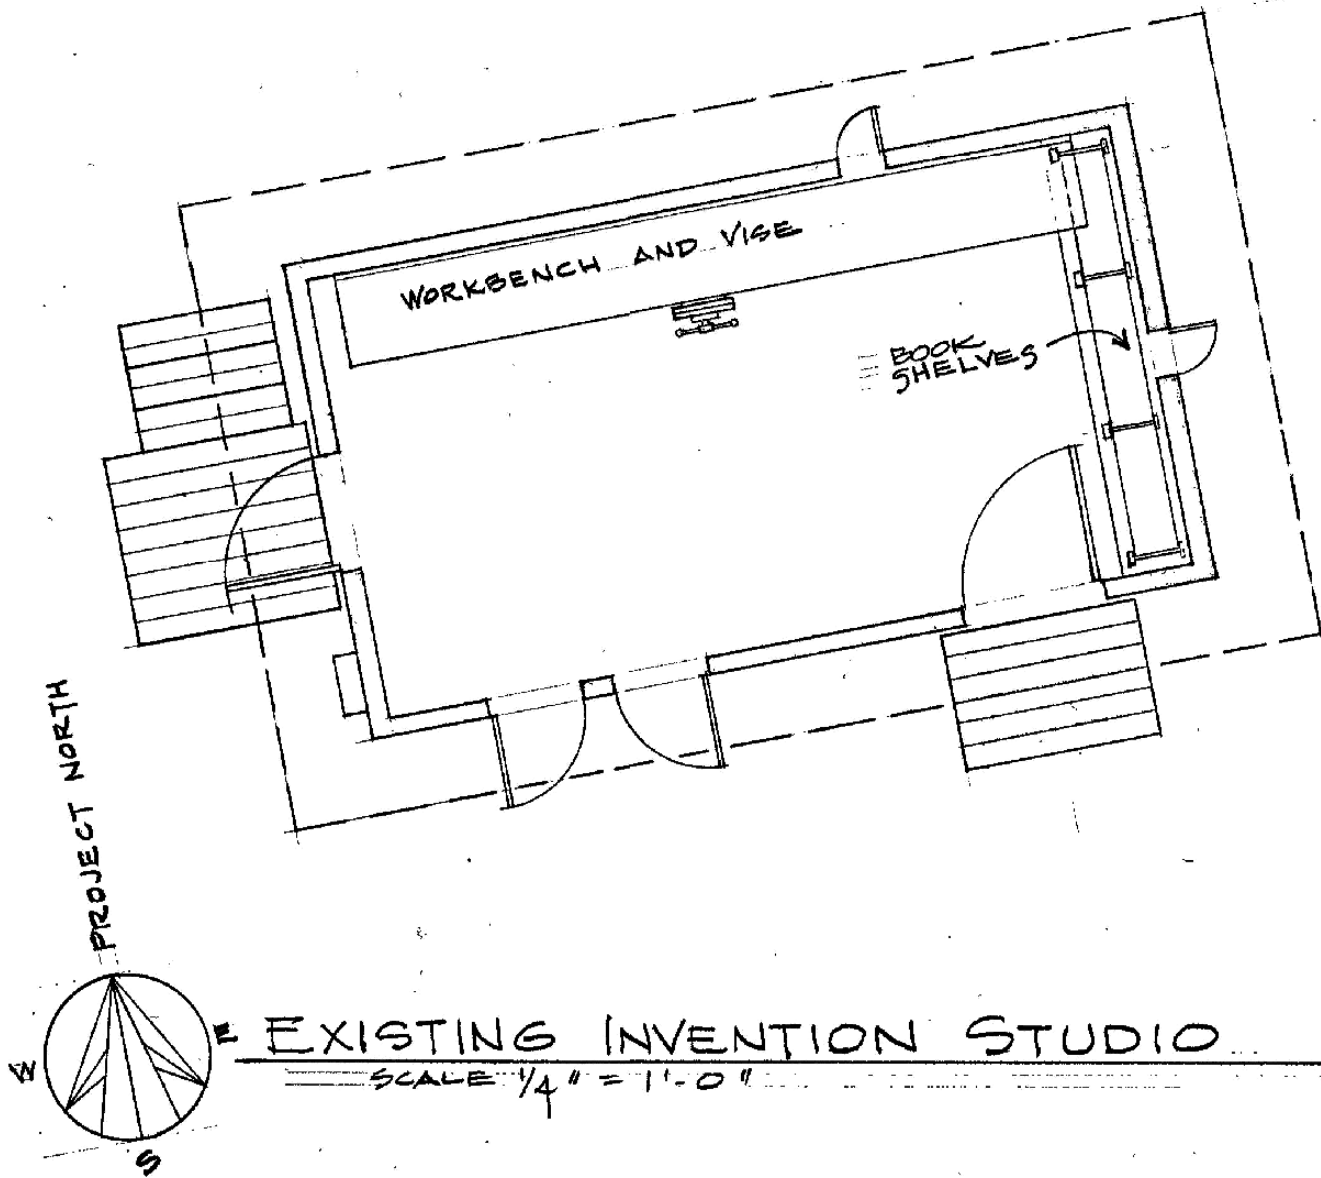 WORKBENCH AND VISE
BOOK
SHELVES
PROJECT NORTH
W
E
S
EXISTING INVENTION STUDIO
SCALE 1/4" = 1'-0"